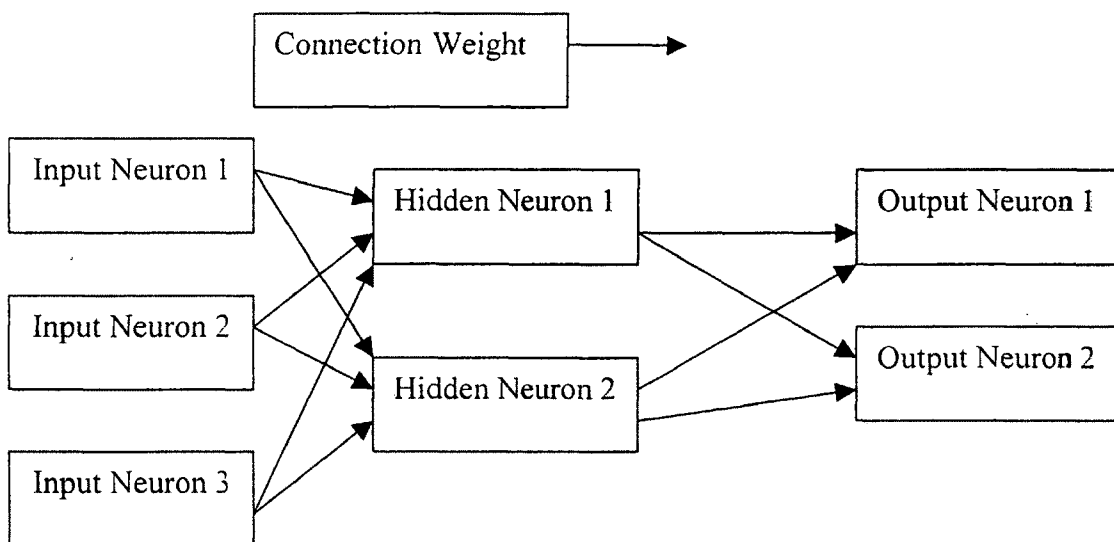 Connection Weight
Input Neuron 1
Hidden Neuron 1
Output Neuron 1
Input Neuron 2
Hidden Neuron 2
Output Neuron 2
Input Neuron 3